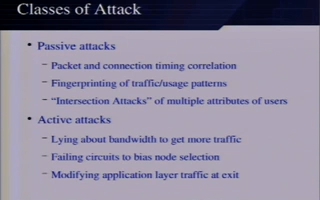 Classes of Attack
• Passive attacks
– Packet and connection timing correlation
– Fingerprinting of traffic/usage patterns
– “Intersection Attacks” of multiple attributes of users
• Active attacks
– Lying about bandwidth to get more traffic
– Failing circuits to bias node selection
– Modifying application layer traffic at exit